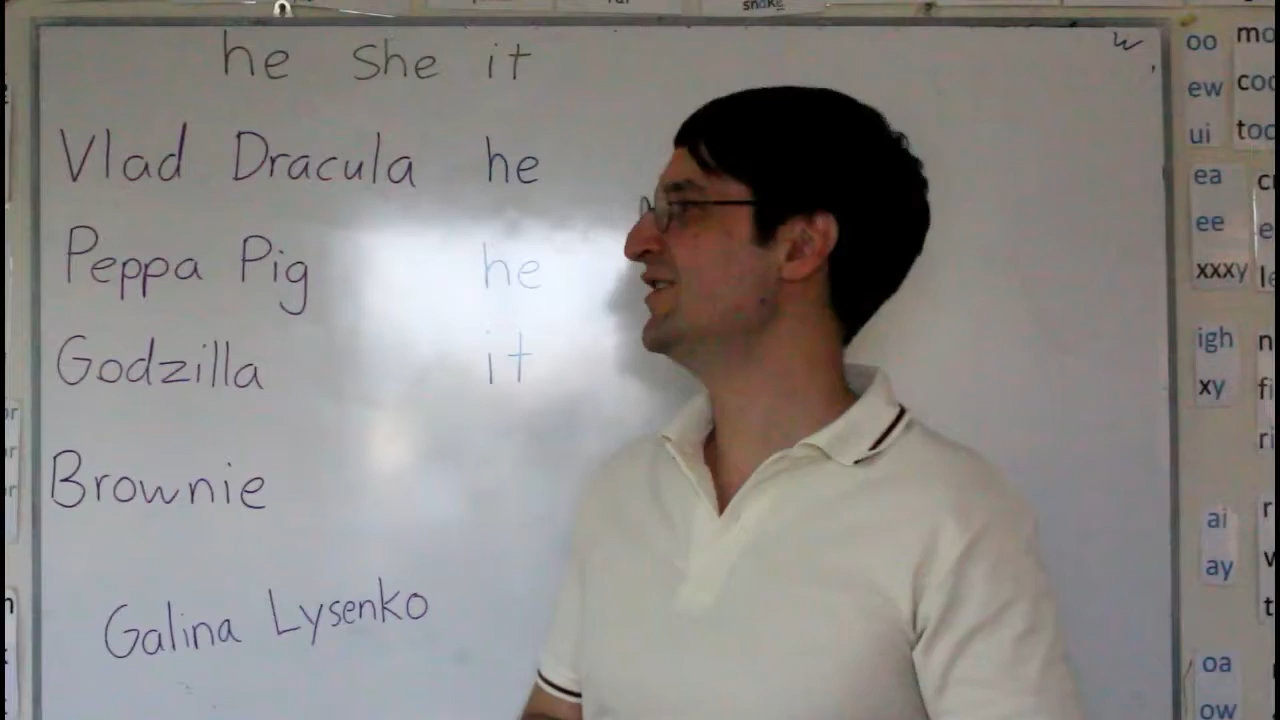 snake
he she it
Vlad Dracula he
Peppa Pig he
Godzilla it
Brownie
Galina Lysenko
w
oo
ew
ui
ea
ee
xxxy
igh
xy
ai
ay
oa
ow